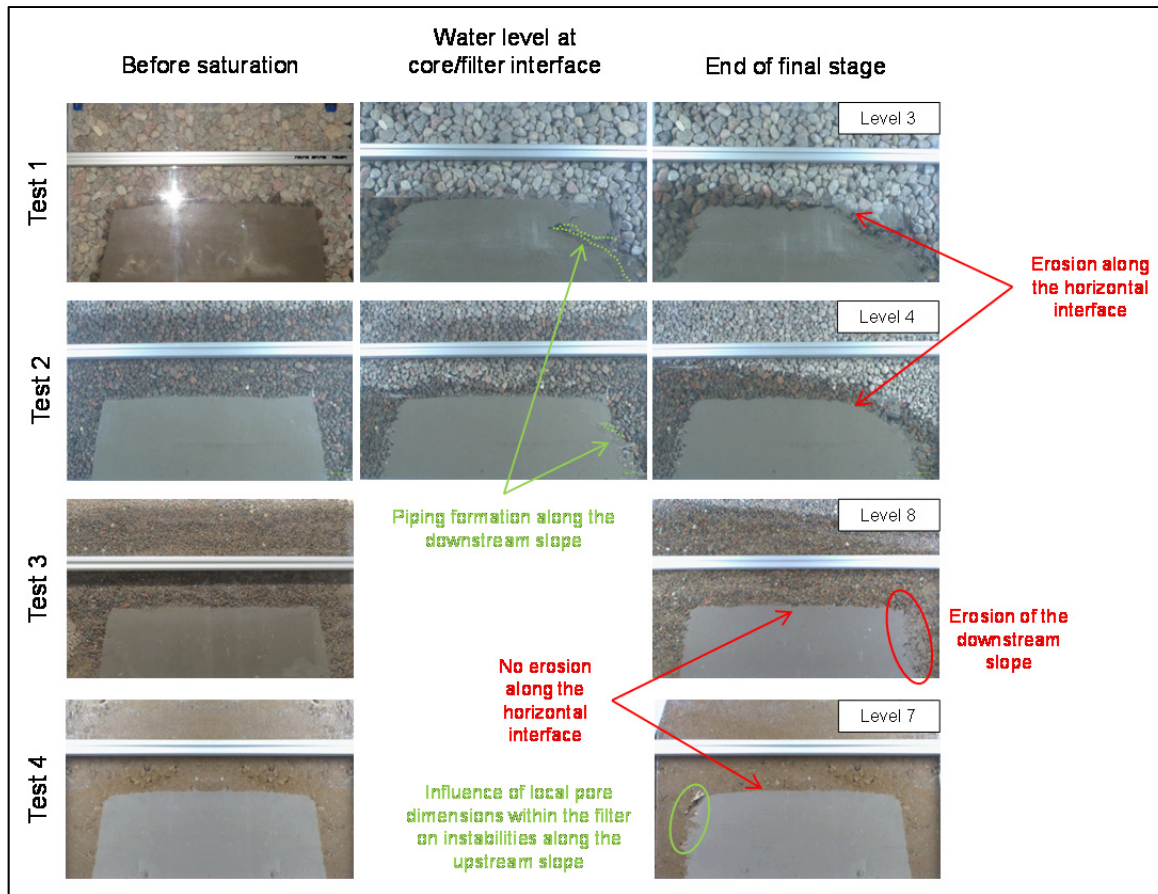 Before saturation
Water level at
core/filter interface
End of final stage
Test 1
Level 3
Erosion along
the horizontal
interface
Test 2
Level 4
Piping formation along the
downstream slope
Test 3
Level 8
Erosion of the
downstream
slope
No erosion
along the
horizontal
interface
Test 4
Level 7
Influence of local pore
dimensions within the filter
on instabilities along the
upstream slope